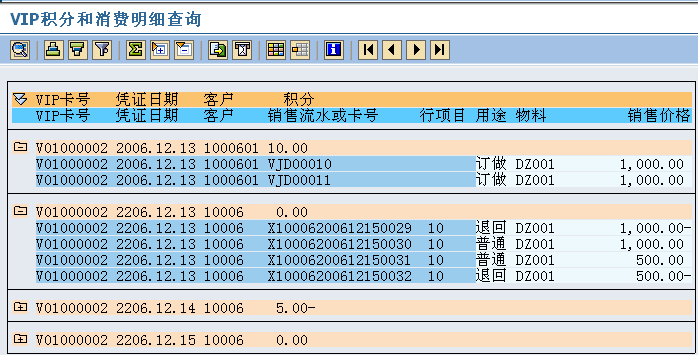 VIP积分和消费明细查询
VIP卡号 凭证日期 客户 积分
VIP卡号 凭证日期 客户 销售流水或卡号 行项目 用途 物料 销售价格
V01000002 2006.12.13 1000601 10.00
V01000002 2006.12.13 1000601 VJD00010 订做 DZ001 1,000.00
V01000002 2006.12.13 1000601 VJD00011 订做 DZ001 1,000.00
V01000002 2206.12.13 10006 0.00
V01000002 2206.12.13 10006 X10006200612150029 10 退回 DZ001 1,000.00-
V01000002 2206.12.13 10006 X10006200612150030 10 普通 DZ001 1,000.00
V01000002 2206.12.13 10006 X10006200612150031 10 普通 DZ001 500.00
V01000002 2206.12.13 10006 X10006200612150032 10 退回 DZ001 500.00-
V01000002 2206.12.14 10006 5.00-
V01000002 2206.12.15 10006 0.00